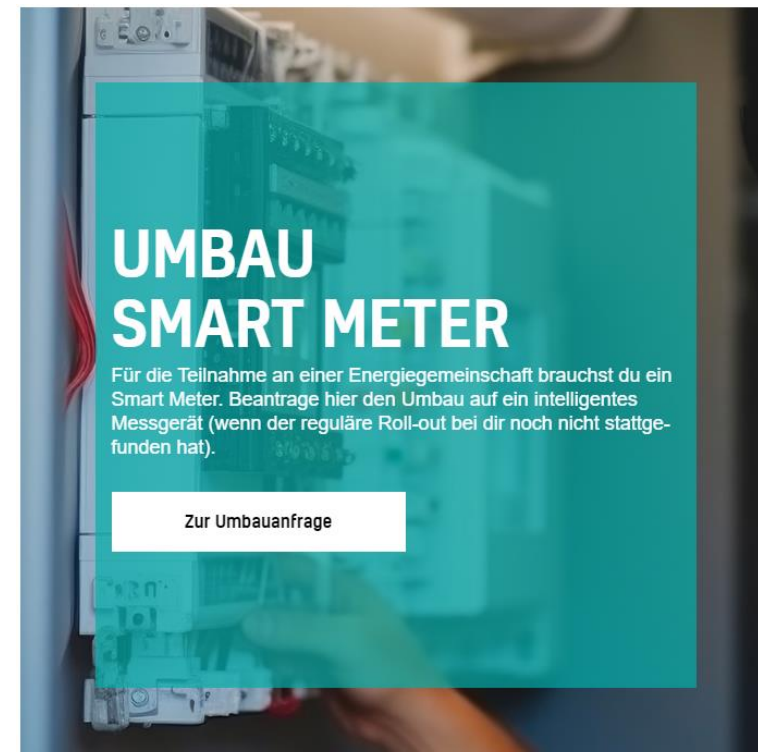 UMBAU
SMART METER
Für die Teilnahme an einer Energiegemeinschaft brauchst du ein
Smart Meter. Beantrage hier den Umbau auf ein intelligentes
Messgerät (wenn der reguläre Roll-out bei dir noch nicht stattge-
funden hat).
Zur Umbauanfrage